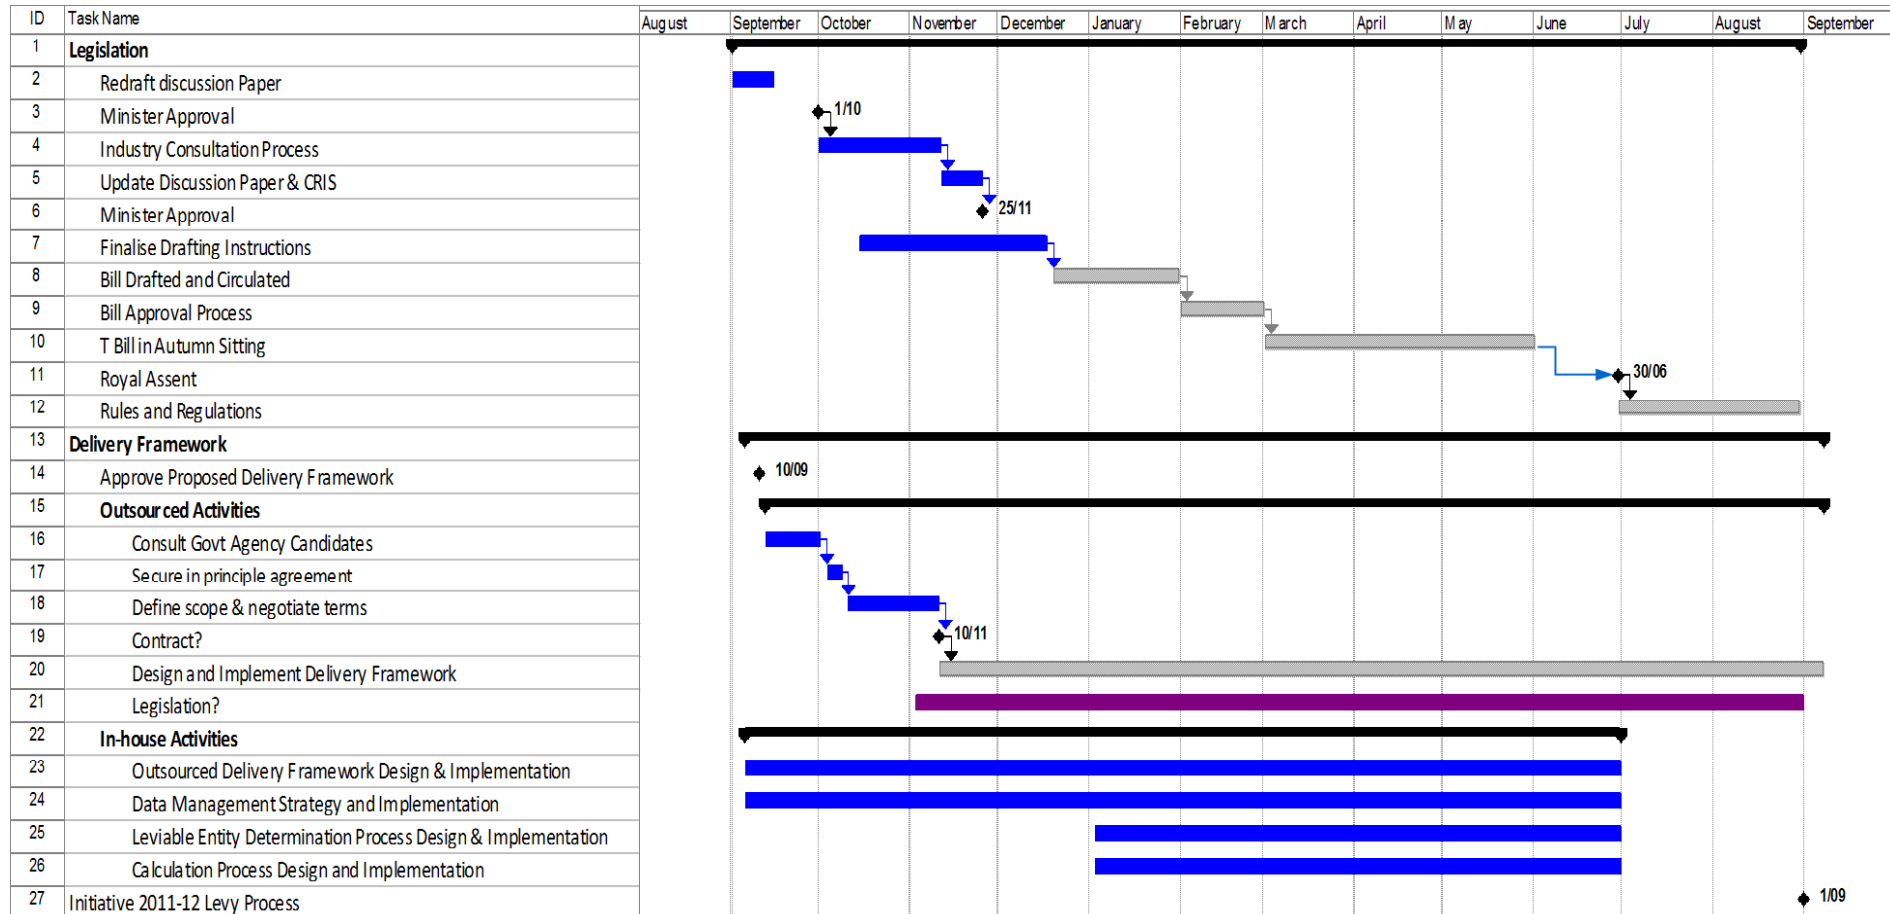 ID Task Name August September October November December January February March April May June July August September
1 Legislation
2 Redraft discussion Paper
3 Minister Approval 1/10
4 Industry Consultation Process
5 Update Discussion Paper & CRIS
6 Minister Approval 25/11
7 Finalise Drafting Instructions
8 Bill Drafted and Circulated
9 Bill Approval Process
10 T Bill in Autumn Sitting
11 Royal Assent 30/06
12 Rules and Regulations
13 Delivery Framework
14 Approve Proposed Delivery Framework 10/09
15 Outsourced Activities
16 Consult Govt Agency Candidates
17 Secure in principle agreement
18 Define scope & negotiate terms
19 Contract? 10/11
20 Design and Implement Delivery Framework
21 Legislation?
22 In-house Activities
23 Outsourced Delivery Framework Design & Implementation
24 Data Management Strategy and Implementation
25 Leviable Entity Determination Process Design & Implementation
26 Calculation Process Design and Implementation
27 Initiative 2011-12 Levy Process 1/09